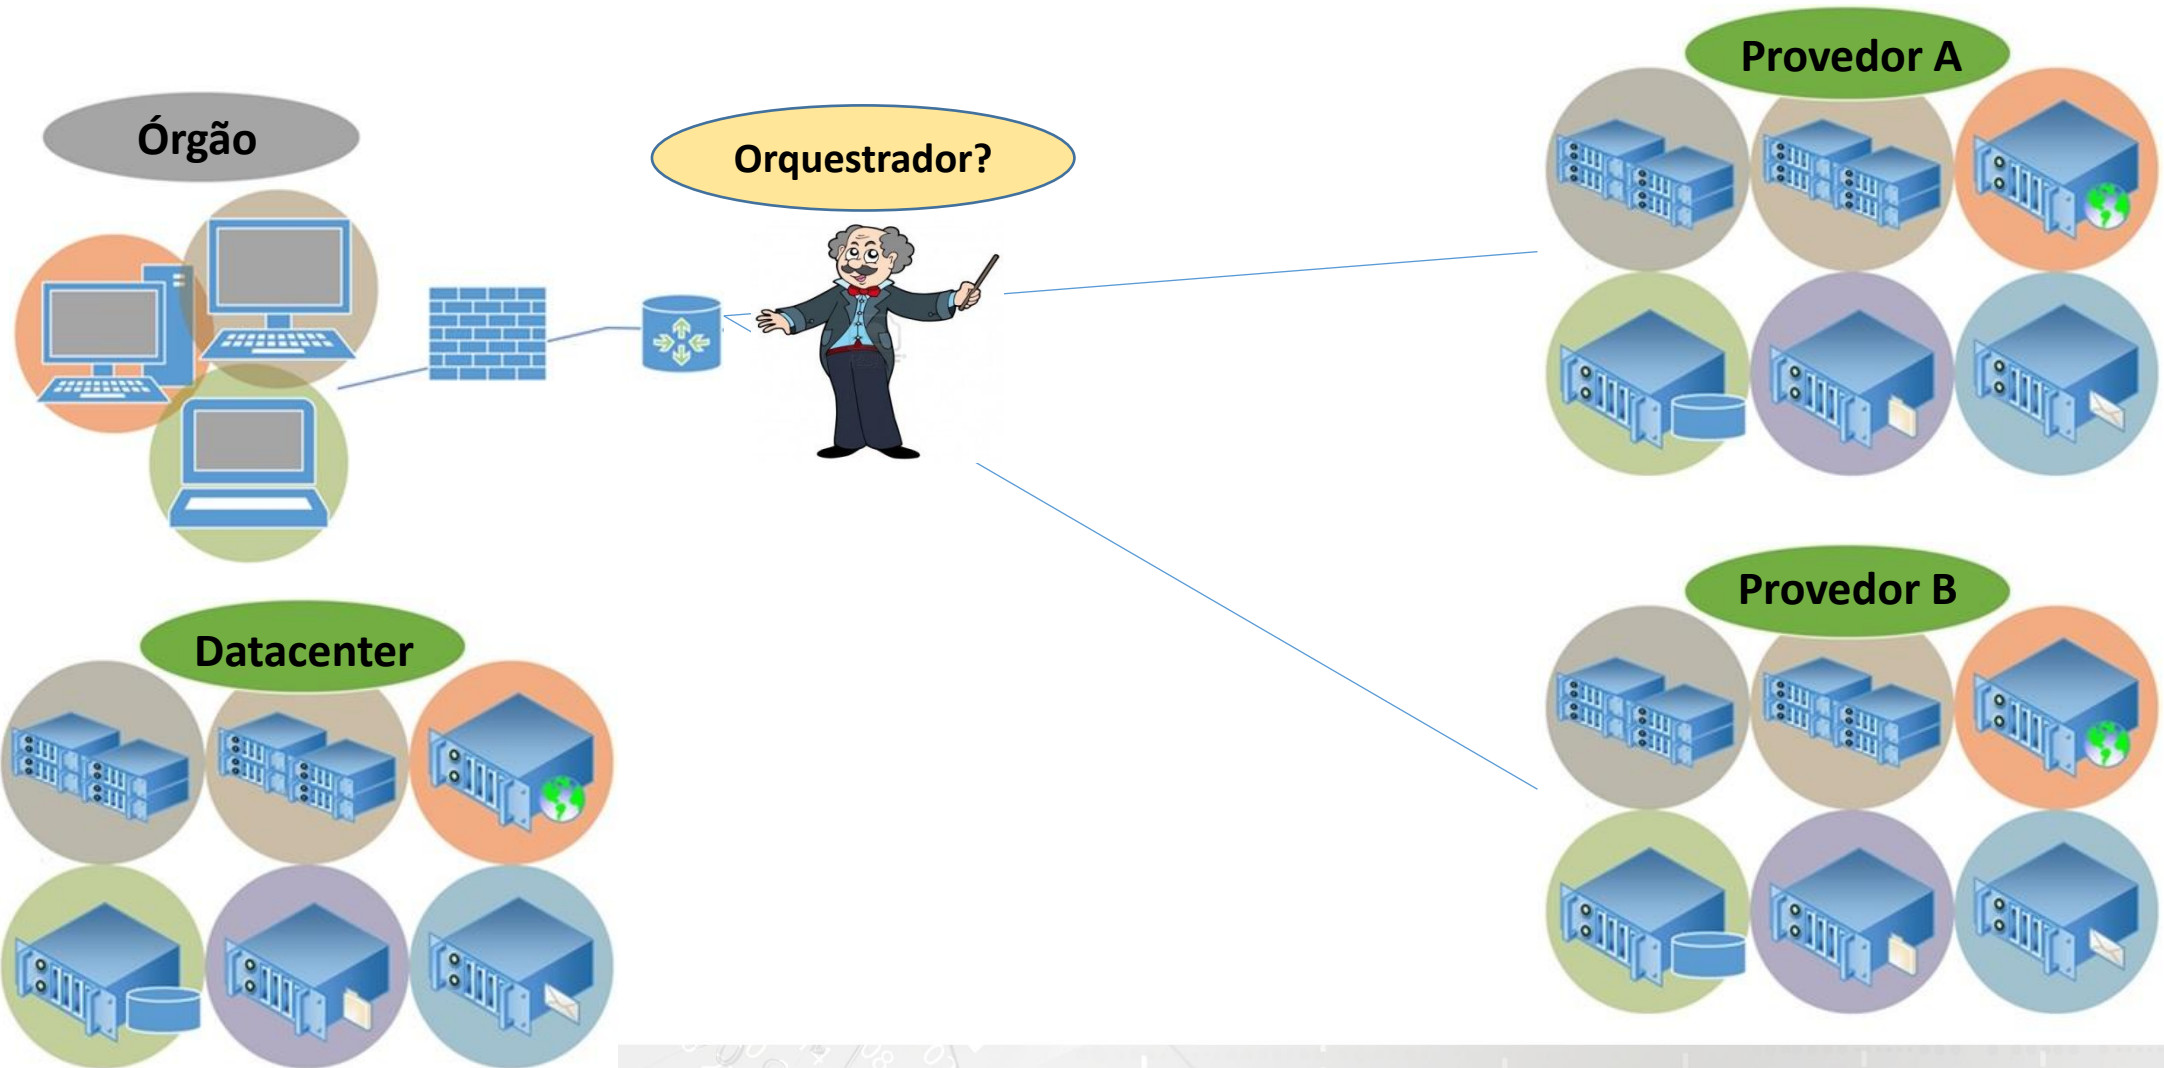 Órgão
Orquestrador?
Provedor A
Datacenter
Provedor B